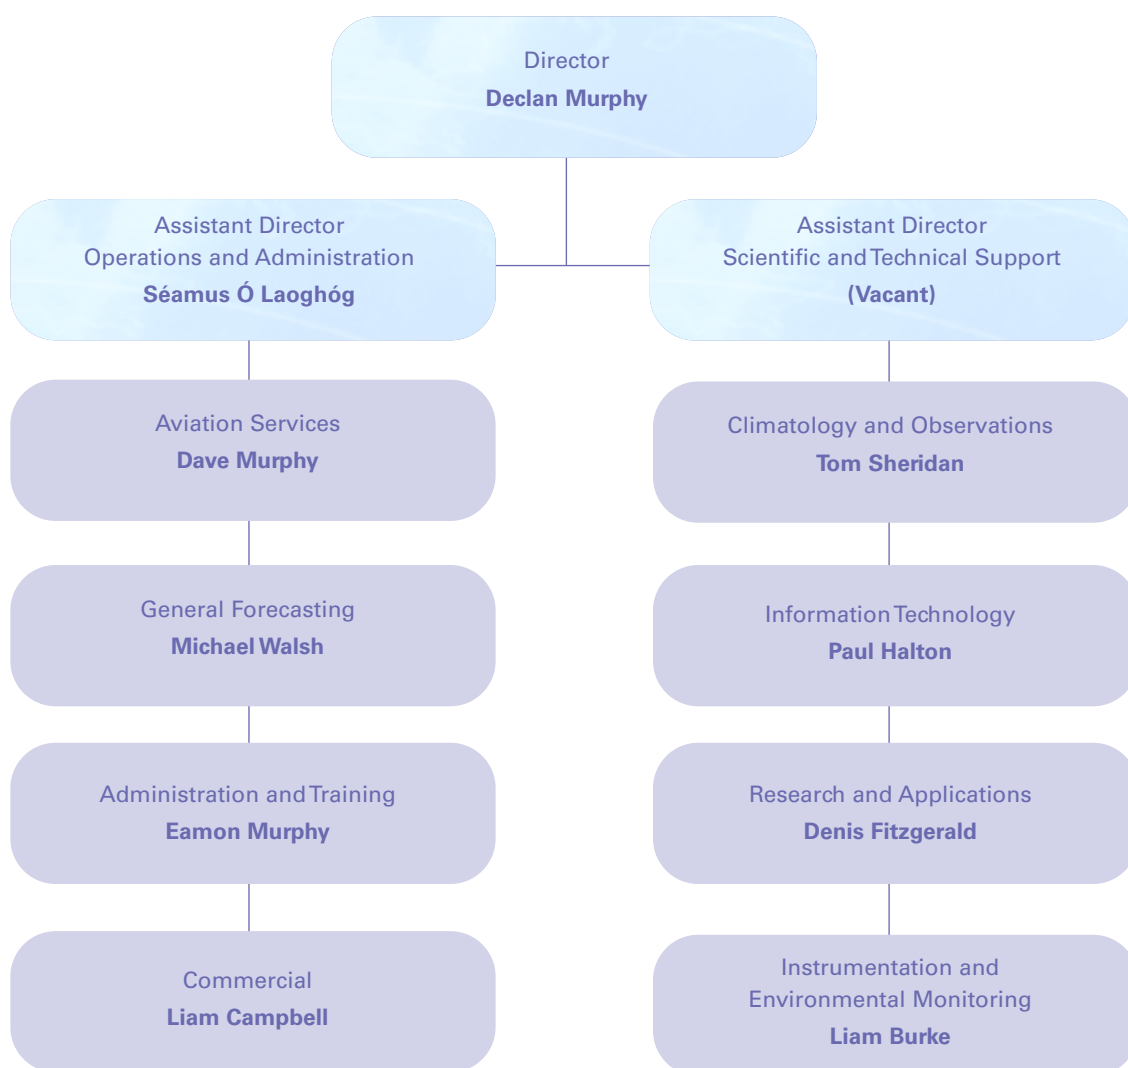 Director
Declan Murphy
Assistant Director
Operations and Administration
Séamus Ó Laoghóg
Assistant Director
Scientific and Technical Support
(Vacant)
Aviation Services
Dave Murphy
Climatology and Observations
Tom Sheridan
General Forecasting
Michael Walsh
Information Technology
Paul Halton
Administration and Training
Eamon Murphy
Research and Applications
Denis Fitzgerald
Commercial
Liam Campbell
Instrumentation and
Environmental Monitoring
Liam Burke